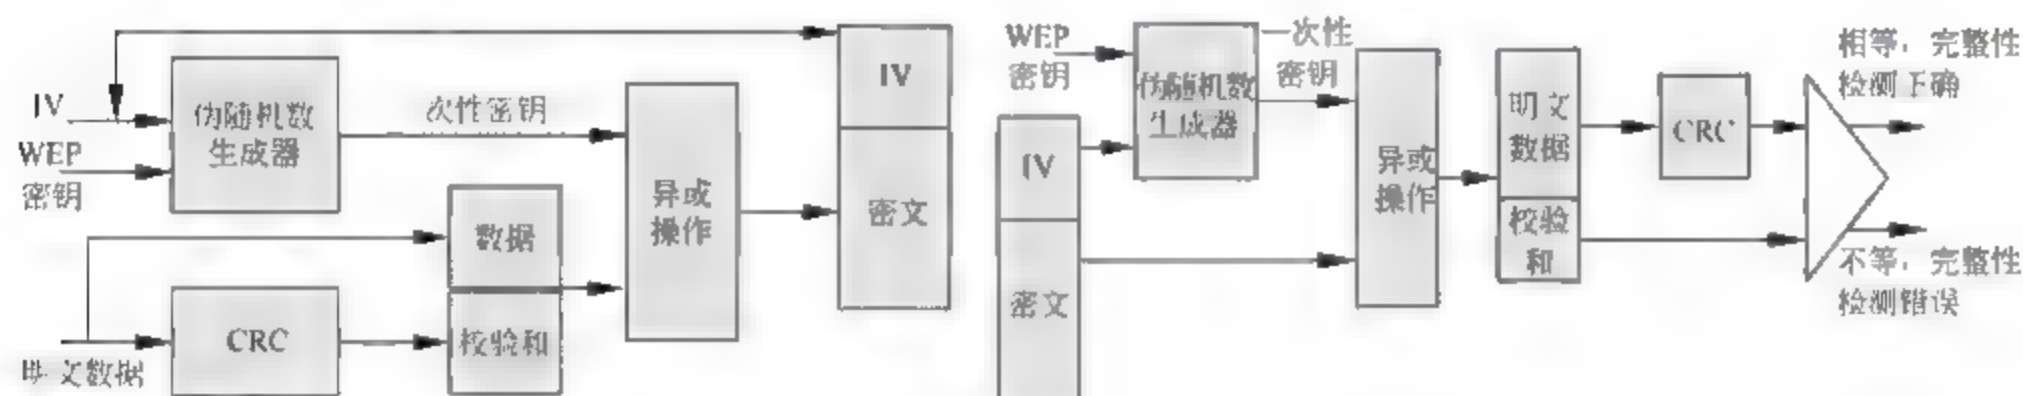 IV
WEP
密钥
伪随机数
生成器
次性密钥
明文数据
CRC
数据
校验和
异或
操作
IV
密文
WEP
密钥
IV
密文
伪随机数
生成器
一次性
密钥
异或
操作
明文
数据
校验
和
CRC
相等，完整性
检测正确
不等，完整性
检测错误